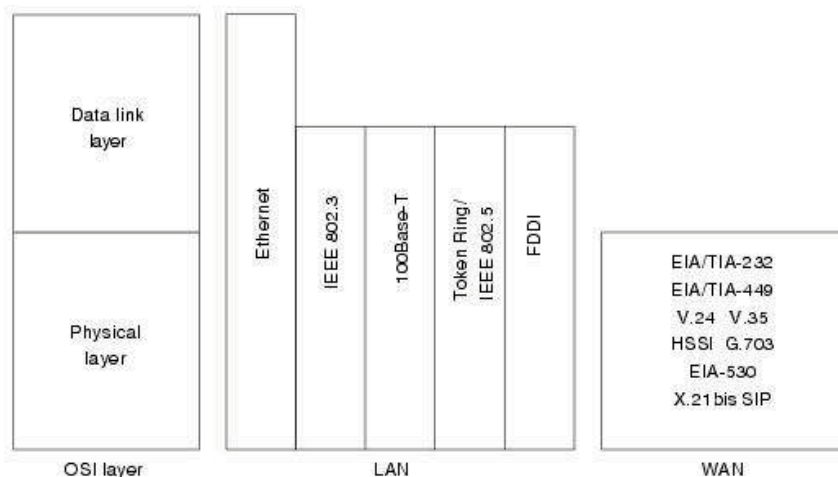 Data link
layer
Physical
layer
OSI layer
Ethernet
IEEE 802.3
100Base-T
Token Ring/
IEEE 802.5
FDDI
LAN
EIA/TIA-232
EIA/TIA-449
V.24 V.35
HSSI G.703
EIA-530
X.21bis SIP
WAN